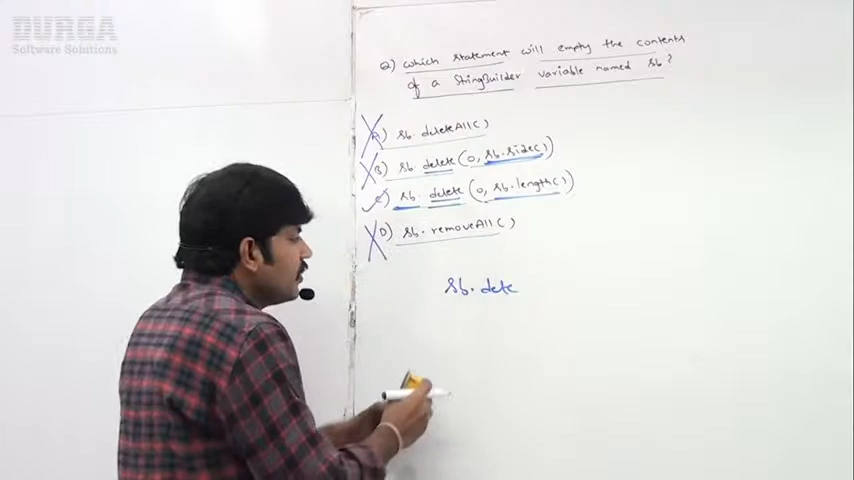 DURGA
Software Solutions
Q) which statement will empty the contents
of a StringBuilder variable named sb?
A) sb.deleteAll()
B) sb.delete(0, sb.size())
C) sb.delete(0, sb.length())
D) sb.removeAll()
sb.dete